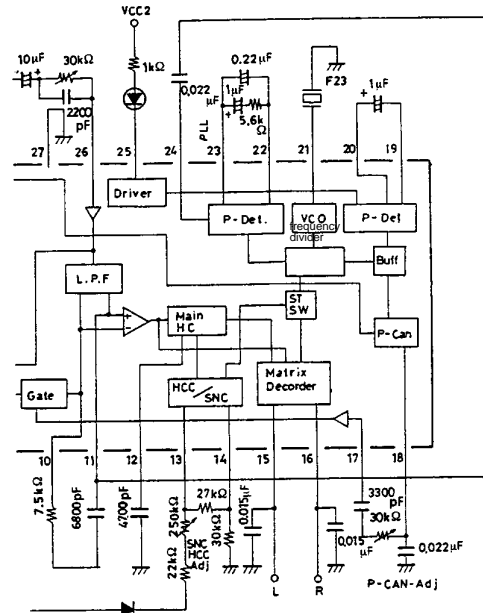 VCC2
10μF
30kΩ
1kΩ
0.22μF
F23
2200
pF
0,022
μF
1μF
5.6k
Ω
1μF
PLL
27
26
25
24
23
22
21
20
19
Driver
P-Det.
VCO
P-Det
frequency
divider
L.P.F
Buff
ST
SW
Main
HC
P-Can
HCC
/SNC
Matrix
Decorder
Gate
10
11
12
13
14
15
16
17
18
7.5kΩ
6800pF
4700pF
250kΩ
27kΩ
30kΩ
0.015μF
3300
pF
30kΩ
22kΩ
SNC
HCC
Adj
0,015
μF
0,022μF
L
R
P-CAN-Adj